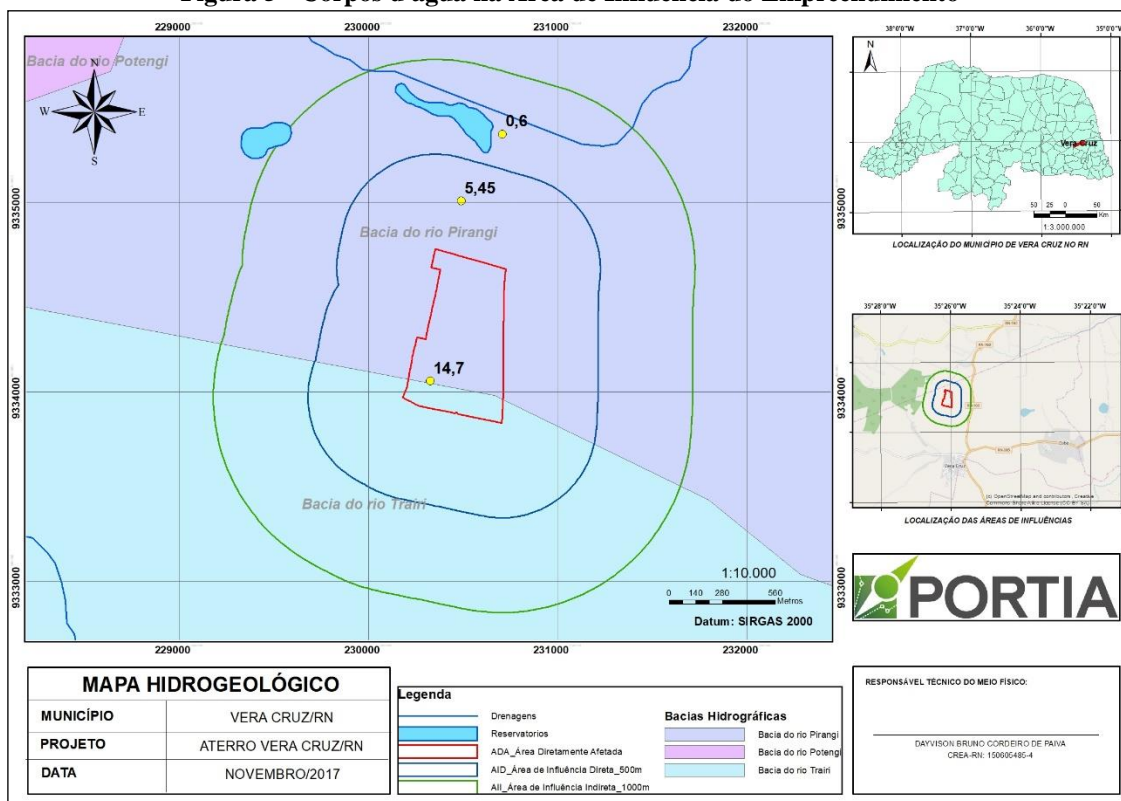 Figura 3 – Corpos d'água na Área de Influência do Empreendimento
229000 230000 231000 232000
Bacia do rio Potengi
N
W E
S
0,6
5,45
Bacia do rio Pirangi
14,7
Bacia do rio Trairi
9335000
9334000
9333000
9335000
9334000
9333000
1:10.000
0 140 280 560
Metros
Datum: SIRGAS 2000
229000 230000 231000 232000
38°0'0"W 37°0'0"W 36°0'0"W 35°0'0"W
N
Vera Cruz
50 25 0 50
Km
1:3.000.000
LOCALIZAÇÃO DO MUNICÍPIO DE VERA CRUZ NO RN
35°28'0"W 35°26'0"W 35°24'0"W 35°22'0"W
N
Vera Cruz
LOCALIZAÇÃO DAS ÁREAS DE INFLUÊNCIAS
PORTIA
MAPA HIDROGEOLÓGICO
MUNICÍPIO VERA CRUZ/RN
PROJETO ATERRO VERA CRUZ/RN
DATA NOVEMBRO/2017
Legenda
Drenagens
Reservatorios
ADA_Área Diretamente Afetada
AID_Área de Influência Direta_500m
AII_Área de Influência Indireta_1000m
Bacias Hidrográficas
Bacia do rio Pirangi
Bacia do rio Potengi
Bacia do rio Trairi
RESPONSÁVEL TÉCNICO DO MEIO FÍSICO:
DAYVISON BRUNO CORDEIRO DE PAIVA
CREA-RN: 150605485-4